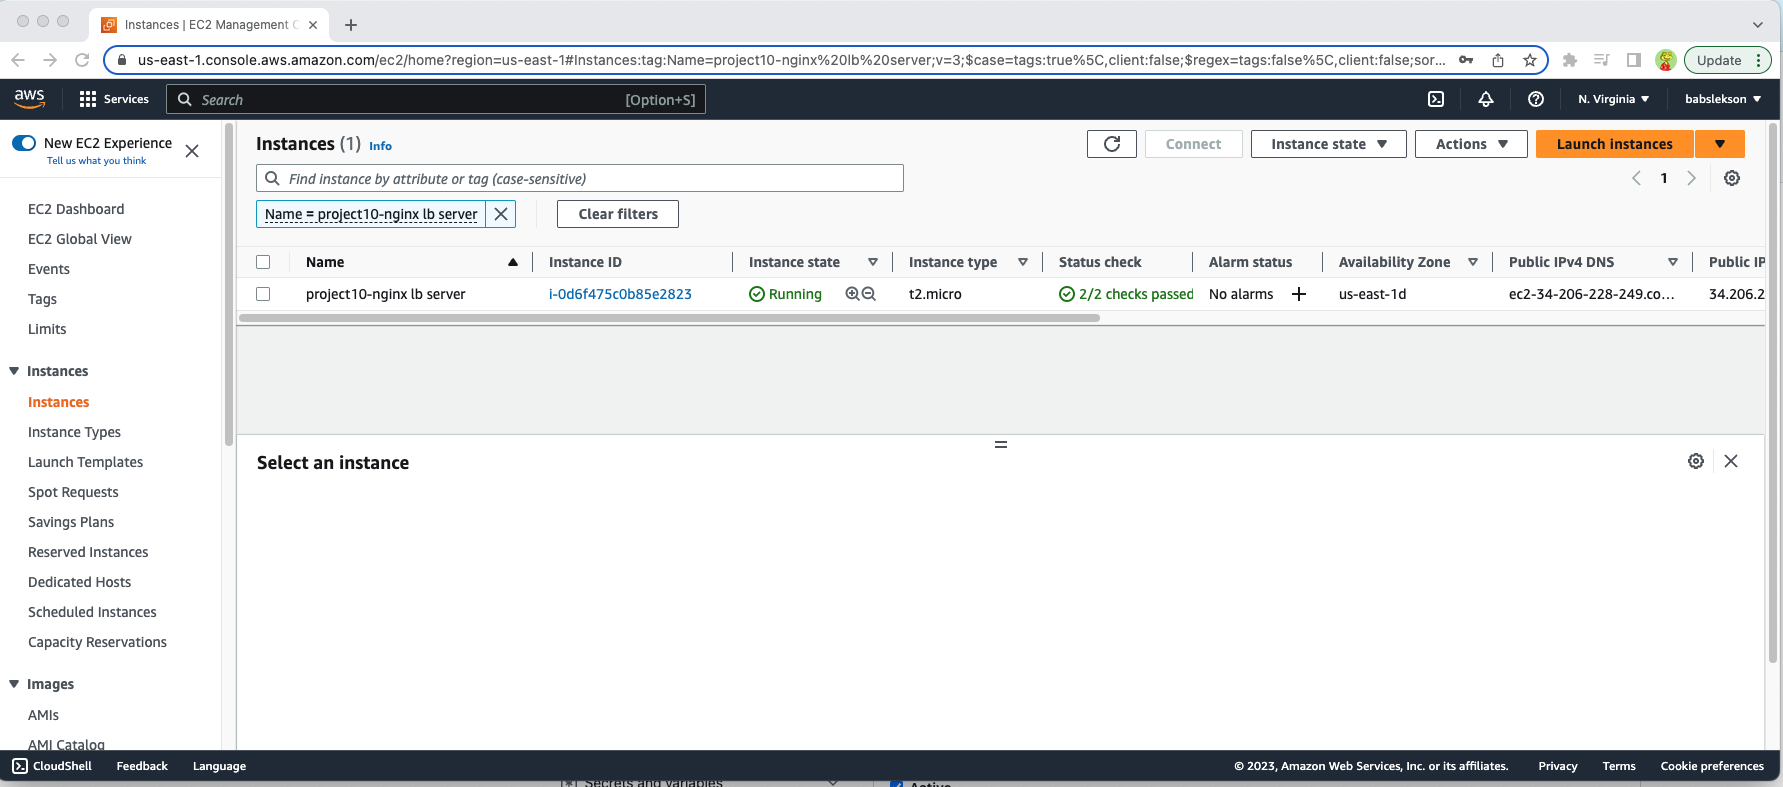 Instances | EC2 Management C
us-east-1.console.aws.amazon.com/ec2/home?region=us-east-1#Instances:tag:Name=project10-nginx%20lb%20server;v=3;$case=tags:true%5C,client:false;$regex=tags:false%5C,client:false;sor...
Update
aws
Services
Search
[Option+S]
N. Virginia
babslekson
New EC2 Experience
Tell us what you think
EC2 Dashboard
EC2 Global View
Events
Tags
Limits
Instances
Instances
Instance Types
Launch Templates
Spot Requests
Savings Plans
Reserved Instances
Dedicated Hosts
Scheduled Instances
Capacity Reservations
Images
AMIs
AMI Catalog
Instances (1) Info
Connect
Instance state
Actions
Launch instances
Find instance by attribute or tag (case-sensitive)
1
Name = project10-nginx lb server
Clear filters
Name Instance ID Instance state Instance type Status check Alarm status Availability Zone Public IPv4 DNS Public IP
project10-nginx lb server i-0d6f475c0b85e2823 Running t2.micro 2/2 checks passed No alarms us-east-1d ec2-34-206-228-249.co... 34.206.2
Select an instance
CloudShell Feedback Language © 2023, Amazon Web Services, Inc. or its affiliates. Privacy Terms Cookie preferences
Secrets and variables
Active